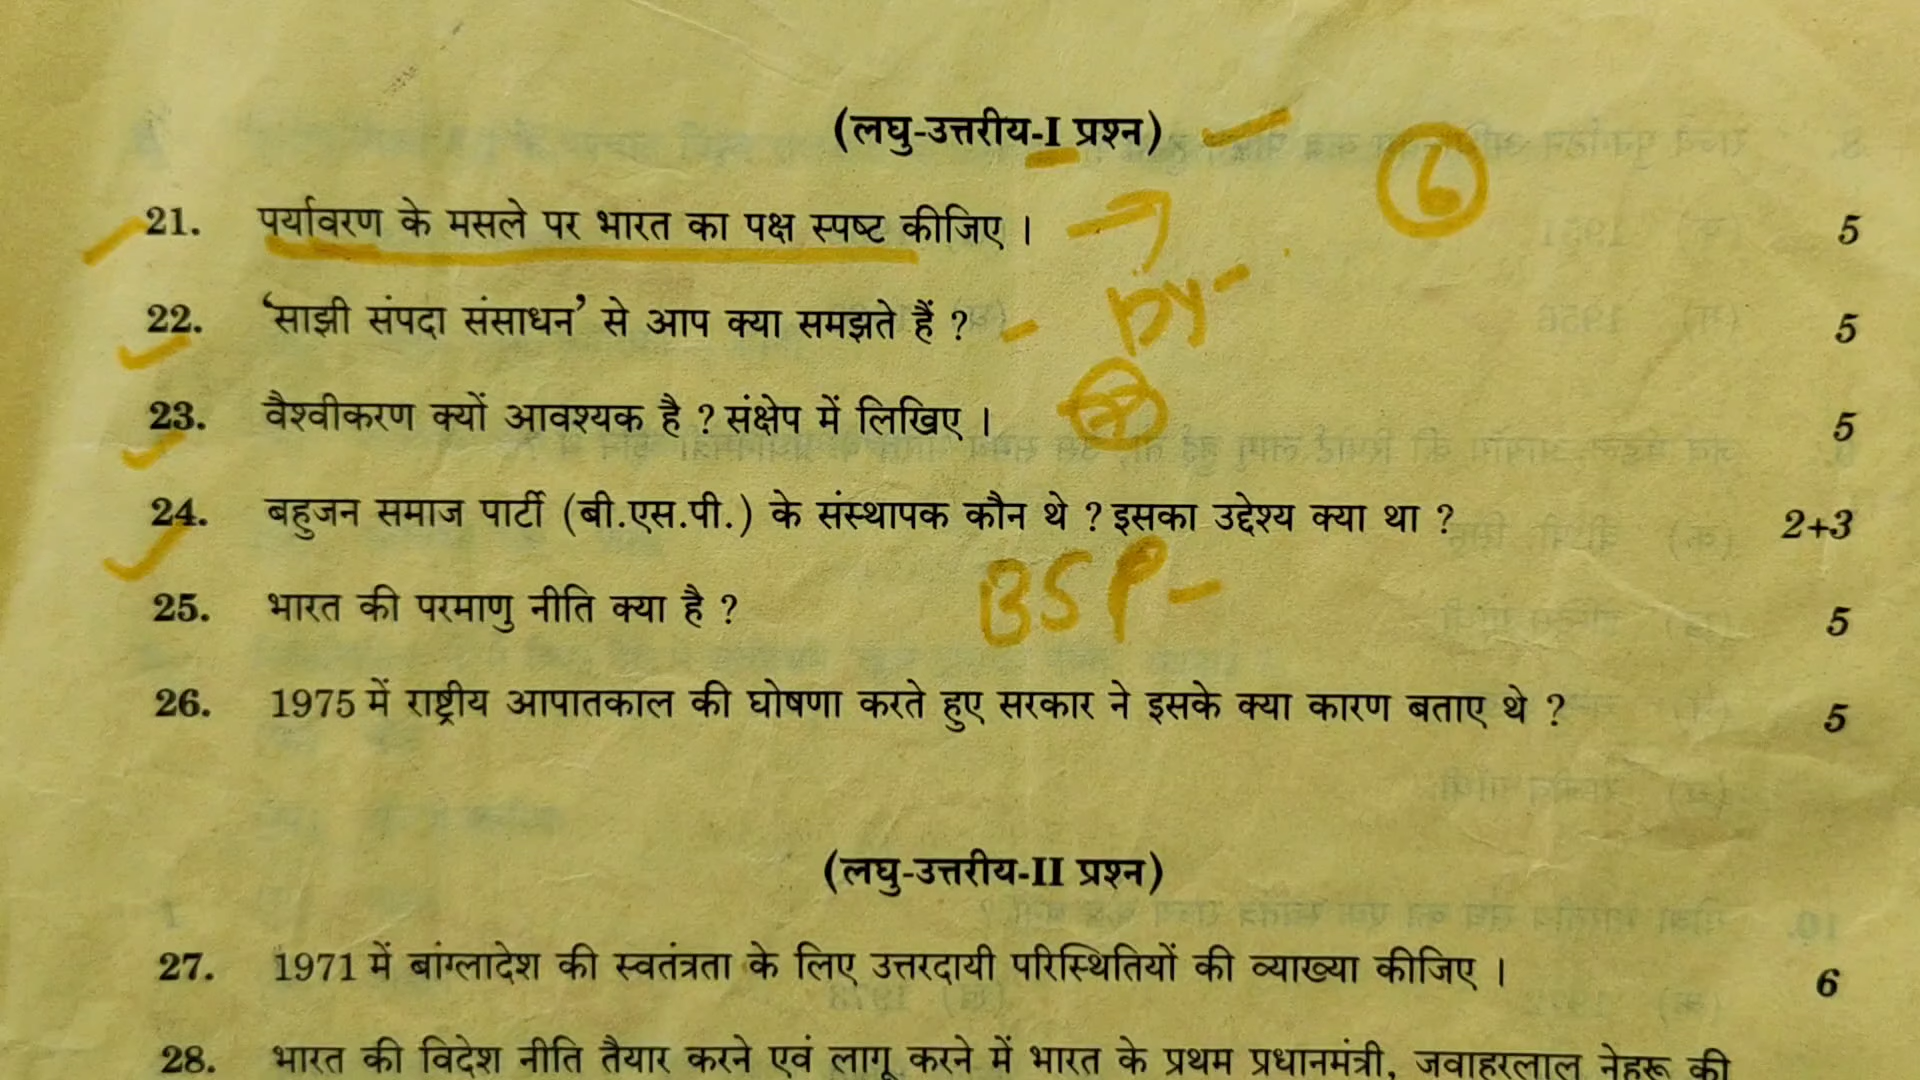 (लघु-उत्तरीय-I प्रश्न)
6
21. पर्यावरण के मसले पर भारत का पक्ष स्पष्ट कीजिए । 5
22. ‘साझी संपदा संसाधन’ से आप क्या समझते हैं ? 5
23. वैश्वीकरण क्यों आवश्यक है ? संक्षेप में लिखिए । 5
24. बहुजन समाज पार्टी (बी.एस.पी.) के संस्थापक कौन थे ? इसका उद्देश्य क्या था ? 2+3
BSP-
25. भारत की परमाणु नीति क्या है ? 5
26. 1975 में राष्ट्रीय आपातकाल की घोषणा करते हुए सरकार ने इसके क्या कारण बताए थे ? 5
(लघु-उत्तरीय-II प्रश्न)
27. 1971 में बांग्लादेश की स्वतंत्रता के लिए उत्तरदायी परिस्थितियों की व्याख्या कीजिए । 6
28. भारत की विदेश नीति तैयार करने एवं लागू करने में भारत के प्रथम प्रधानमंत्री, जवाहरलाल नेहरू की